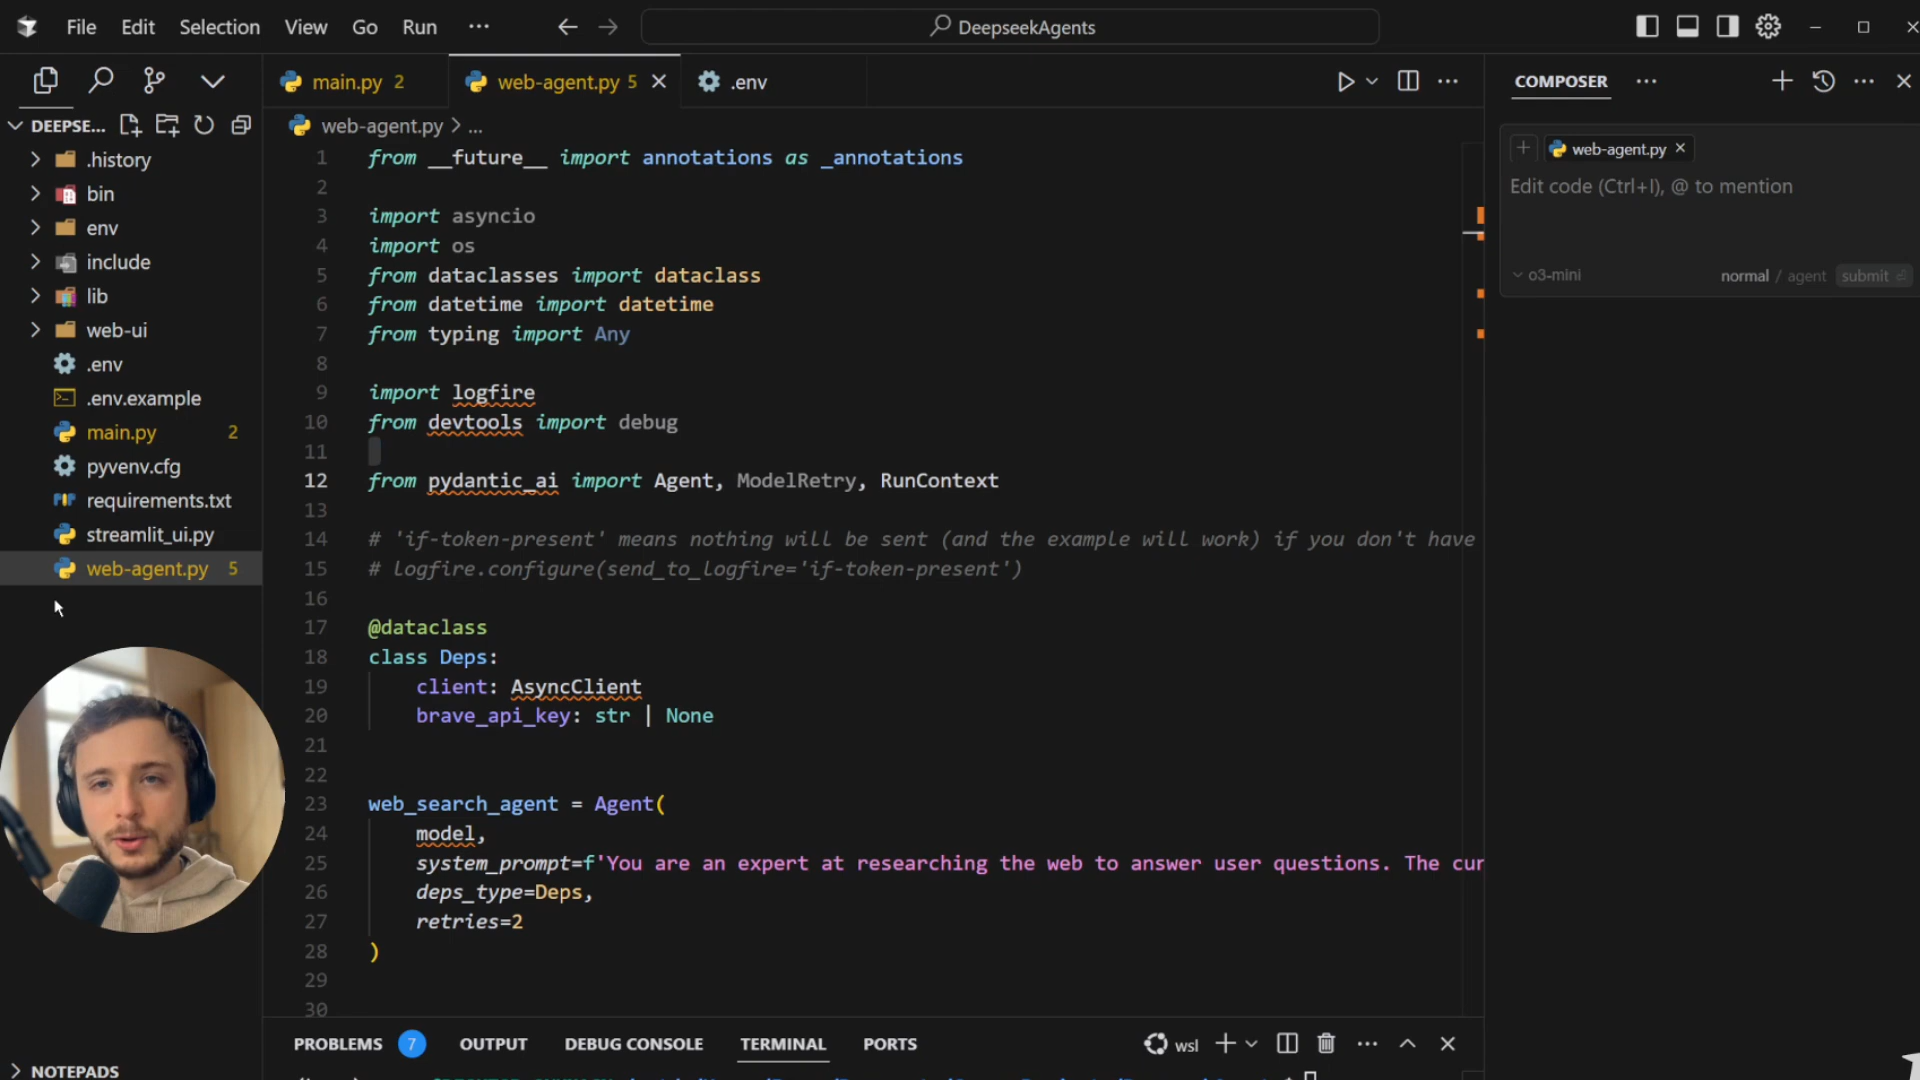 File Edit Selection View Go Run ··· DeepseekAgents
main.py 2 web-agent.py 5 .env
COMPOSER
DEEPSE...
web-agent.py > ...
.history
bin
env
include
lib
web-ui
.env
.env.example
main.py 2
pyvenv.cfg
requirements.txt
streamlit_ui.py
web-agent.py 5
NOTEPADS
1 from __future__ import annotations as _annotations
2
3 import asyncio
4 import os
5 from dataclasses import dataclass
6 from datetime import datetime
7 from typing import Any
8
9 import logfire
10 from devtools import debug
11
12 from pydantic_ai import Agent, ModelRetry, RunContext
13
14 # 'if-token-present' means nothing will be sent (and the example will work) if you don't have
15 # logfire.configure(send_to_logfire='if-token-present')
16
17 @dataclass
18 class Deps:
19 client: AsyncClient
20 brave_api_key: str | None
21
22
23 web_search_agent = Agent(
24 model,
25 system_prompt=f'You are an expert at researching the web to answer user questions. The cur
26 deps_type=Deps,
27 retries=2
28 )
29
30
web-agent.py
Edit code (Ctrl+I), @ to mention
o3-mini normal / agent submit
PROBLEMS 7 OUTPUT DEBUG CONSOLE TERMINAL PORTS wsl